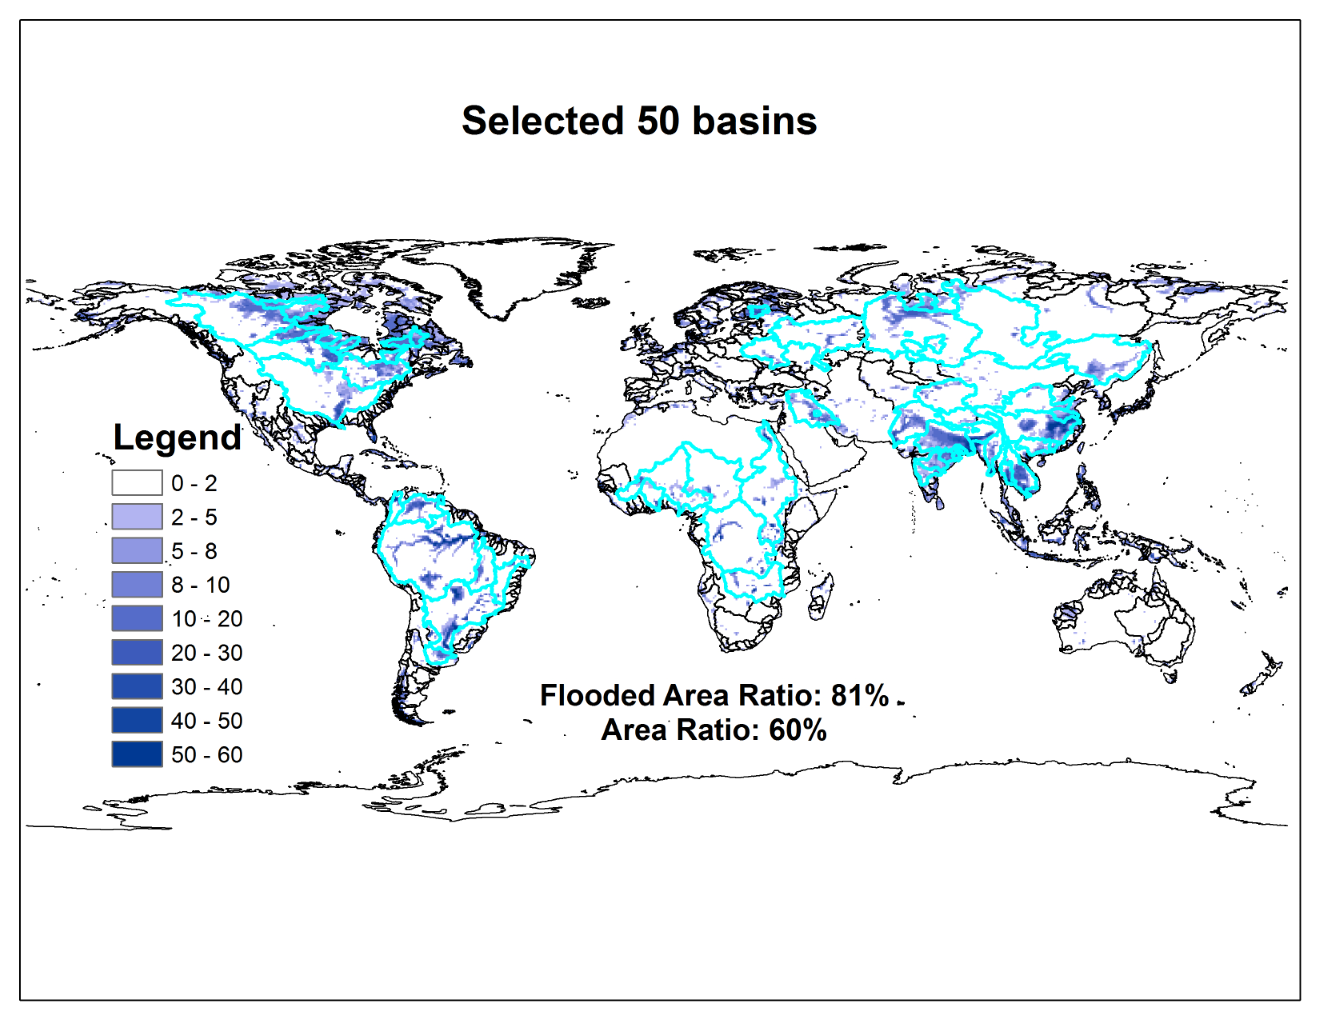 Selected 50 basins
Legend
0 - 2
2 - 5
5 - 8
8 - 10
10 - 20
20 - 30
30 - 40
40 - 50
50 - 60
Flooded Area Ratio: 81%
Area Ratio: 60%